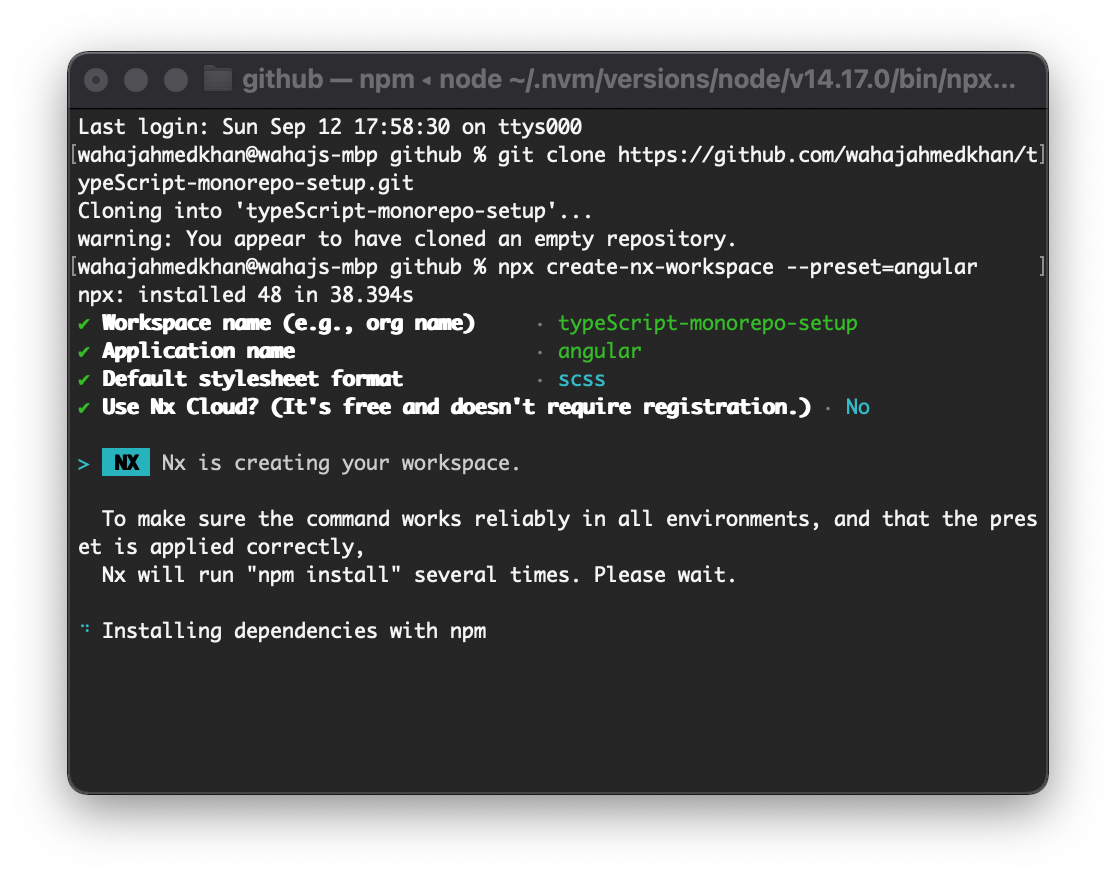 github — npm ◂ node ~/.nvm/versions/node/v14.17.0/bin/npx...
Last login: Sun Sep 12 17:58:30 on ttys000
[wahajahmedkhan@wahajs-mbp github % git clone https://github.com/wahajahmedkhan/t]
ypeScript-monorepo-setup.git
Cloning into 'typeScript-monorepo-setup'...
warning: You appear to have cloned an empty repository.
[wahajahmedkhan@wahajs-mbp github % npx create-nx-workspace --preset=angular ]
npx: installed 48 in 38.394s
✔ Workspace name (e.g., org name) · typeScript-monorepo-setup
✔ Application name · angular
✔ Default stylesheet format · scss
✔ Use Nx Cloud? (It's free and doesn't require registration.) · No
> NX Nx is creating your workspace.
To make sure the command works reliably in all environments, and that the pres
et is applied correctly,
Nx will run "npm install" several times. Please wait.
⠙ Installing dependencies with npm